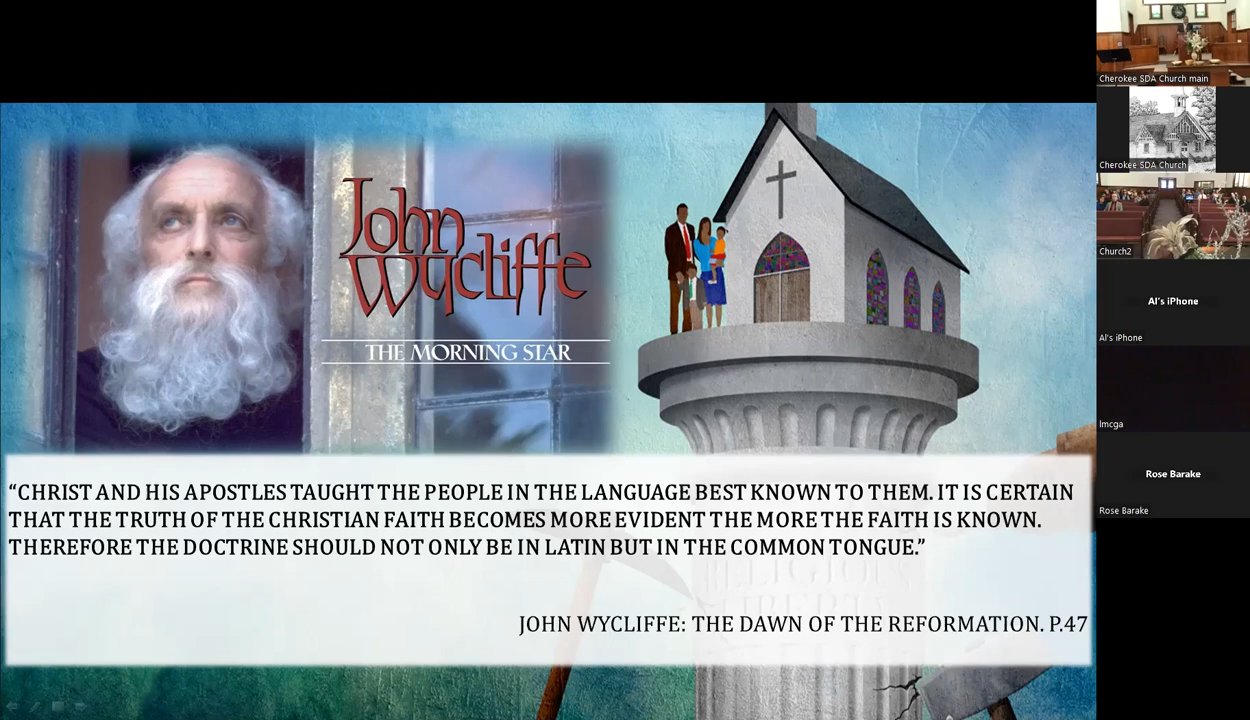 John
Wycliffe
THE MORNING STAR
“CHRIST AND HIS APOSTLES TAUGHT THE PEOPLE IN THE LANGUAGE BEST KNOWN TO THEM. IT IS CERTAIN
THAT THE TRUTH OF THE CHRISTIAN FAITH BECOMES MORE EVIDENT THE MORE THE FAITH IS KNOWN.
THEREFORE THE DOCTRINE SHOULD NOT ONLY BE IN LATIN BUT IN THE COMMON TONGUE.”
RELIGIOUS
LIBERTY
JOHN WYCLIFFE: THE DAWN OF THE REFORMATION. P.47
Cherokee SDA Church main
Cherokee SDA Church
Church2
Al's iPhone
Al's iPhone
lmcga
Rose Barake
Rose Barake